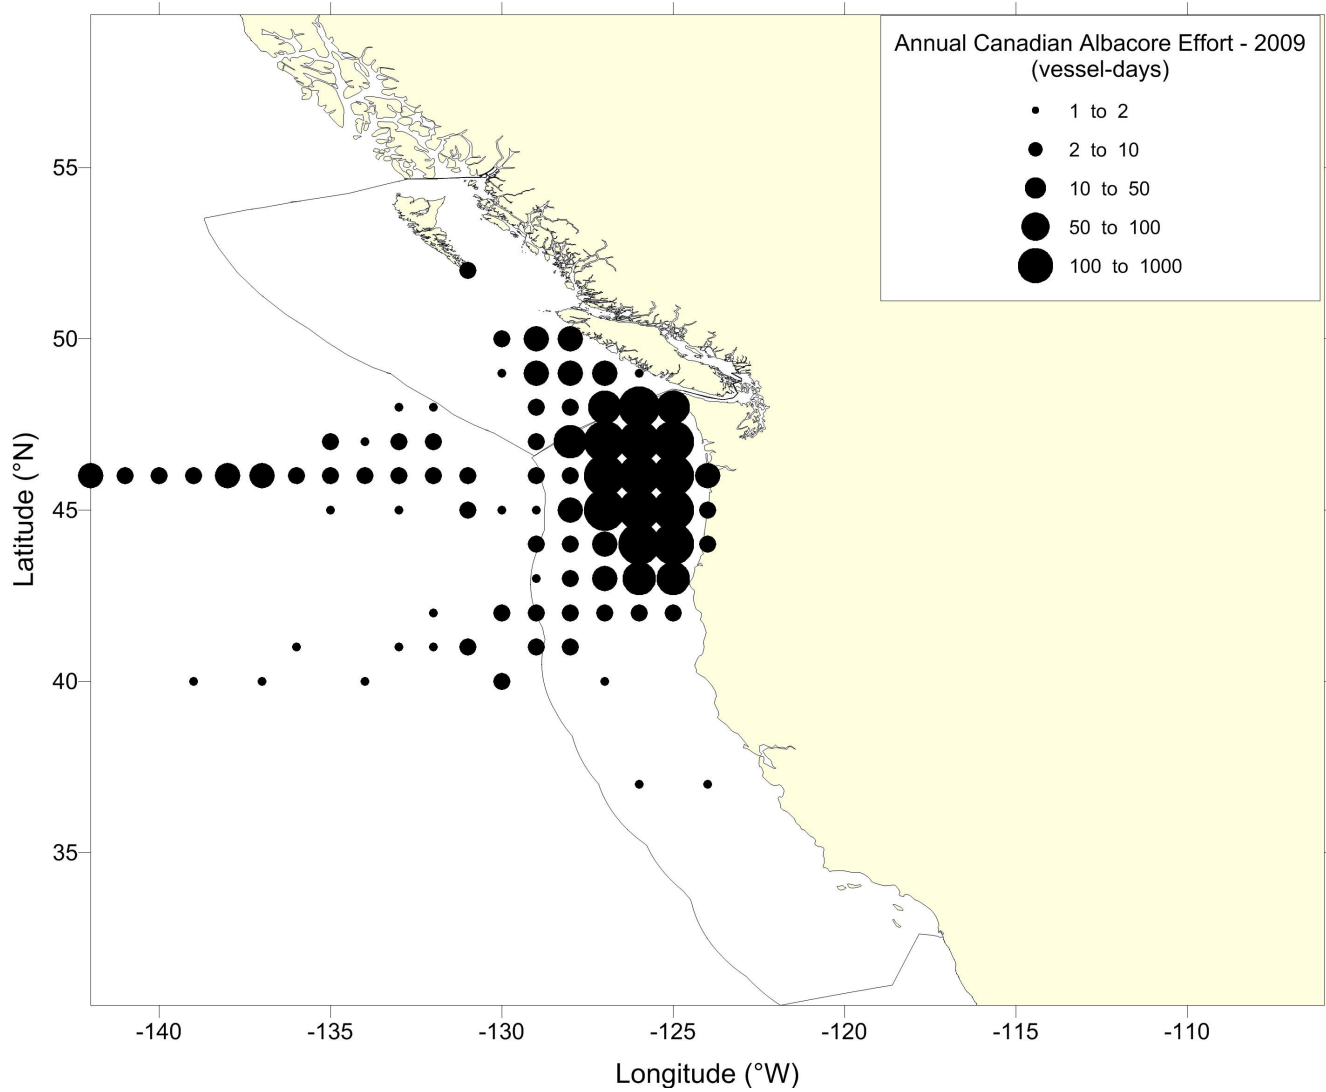 Annual Canadian Albacore Effort - 2009
(vessel-days)
1 to 2
2 to 10
10 to 50
50 to 100
100 to 1000
55
50
45
40
35
Latitude (°N)
-140 -135 -130 -125 -120 -115 -110
Longitude (°W)